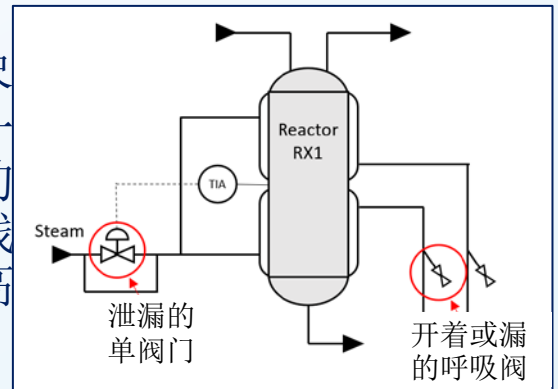 Reactor
RX1
TIA
Steam
泄漏的
单阀门
开着或漏
的呼吸阀